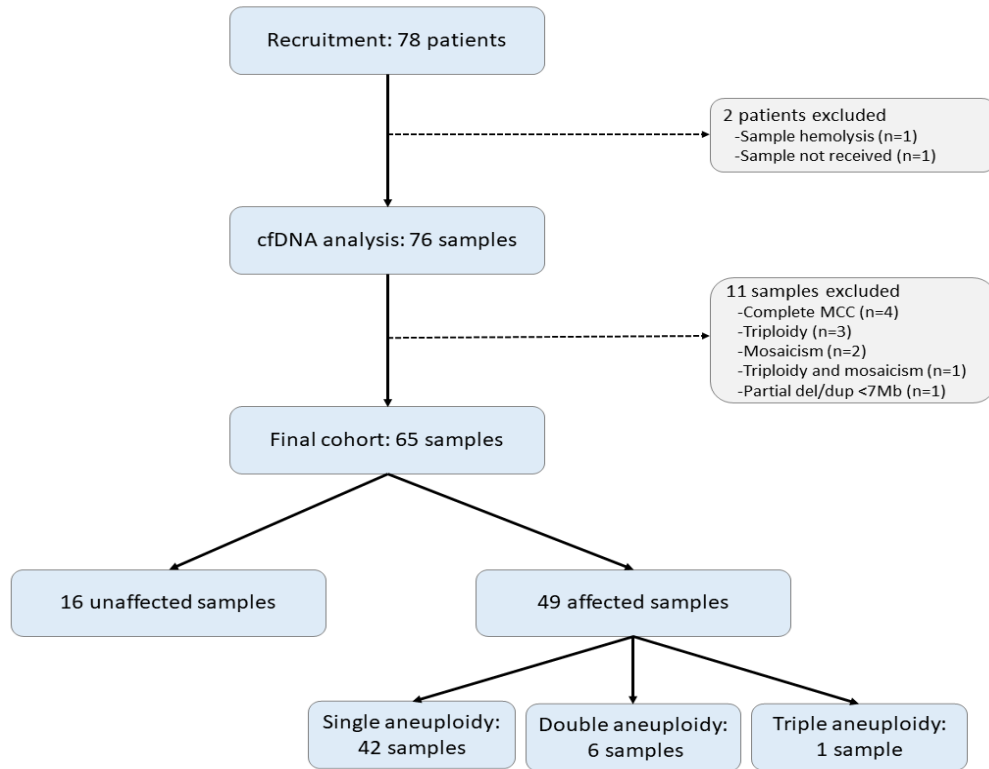 Recruitment: 78 patients
2 patients excluded
-Sample hemolysis (n=1)
-Sample not received (n=1)
cfDNA analysis: 76 samples
11 samples excluded
-Complete MCC (n=4)
-Triploidy (n=3)
-Mosaicism (n=2)
-Triploidy and mosaicism (n=1)
-Partial del/dup <7Mb (n=1)
Final cohort: 65 samples
16 unaffected samples
49 affected samples
Single aneuploidy:
42 samples
Double aneuploidy:
6 samples
Triple aneuploidy:
1 sample